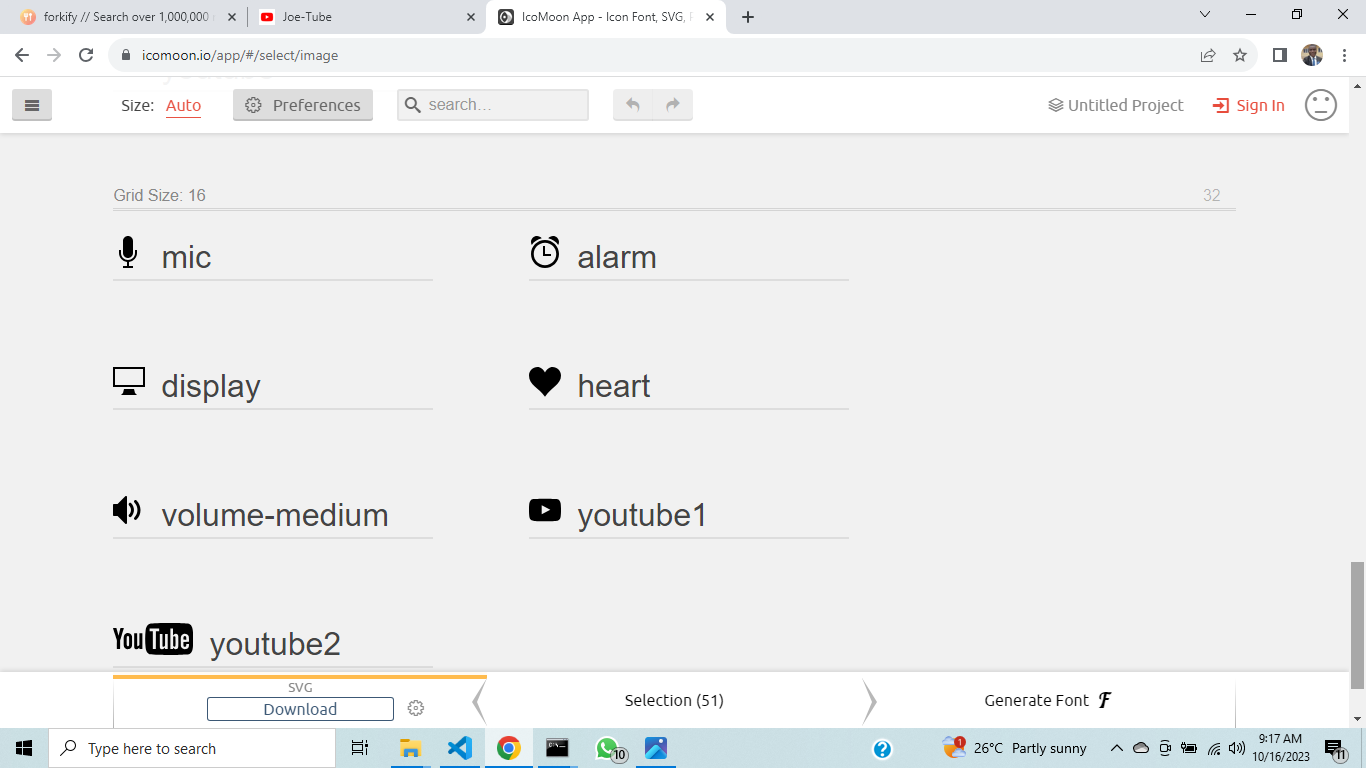 forkify // Search over 1,000,000
Joe-Tube
IcoMoon App - Icon Font, SVG,
icomoon.io/app/#/select/image
Size: Auto
Preferences
search...
Untitled Project
Sign In
Grid Size: 16
32
mic
alarm
display
heart
volume-medium
youtube1
YouTube youtube2
SVG
Download
Selection (51)
Generate Font
Type here to search
10
1
26°C Partly sunny
9:17 AM
10/16/2023
11